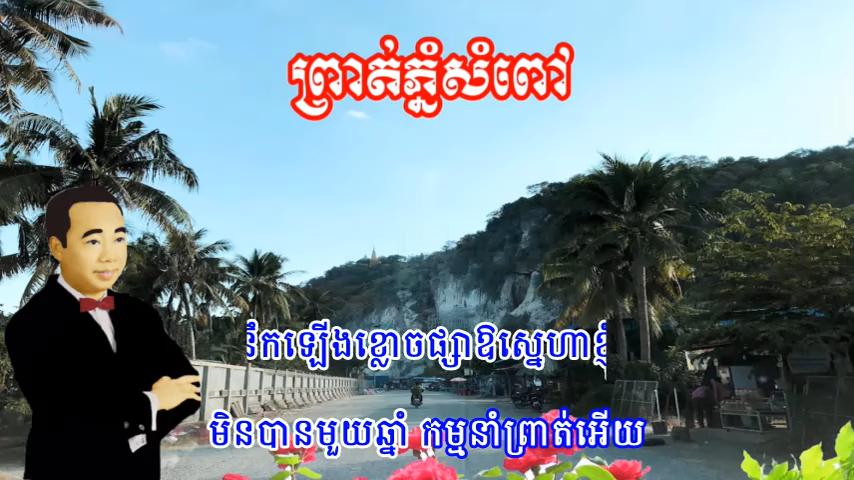 ព្រាត់ភ្នំសំពៅ
នឹកឡើងខ្លោចផ្សាឱស្នេហាខ្ញុំ
មិនបានមួយឆ្នាំ កម្មនាំព្រាត់អើយ